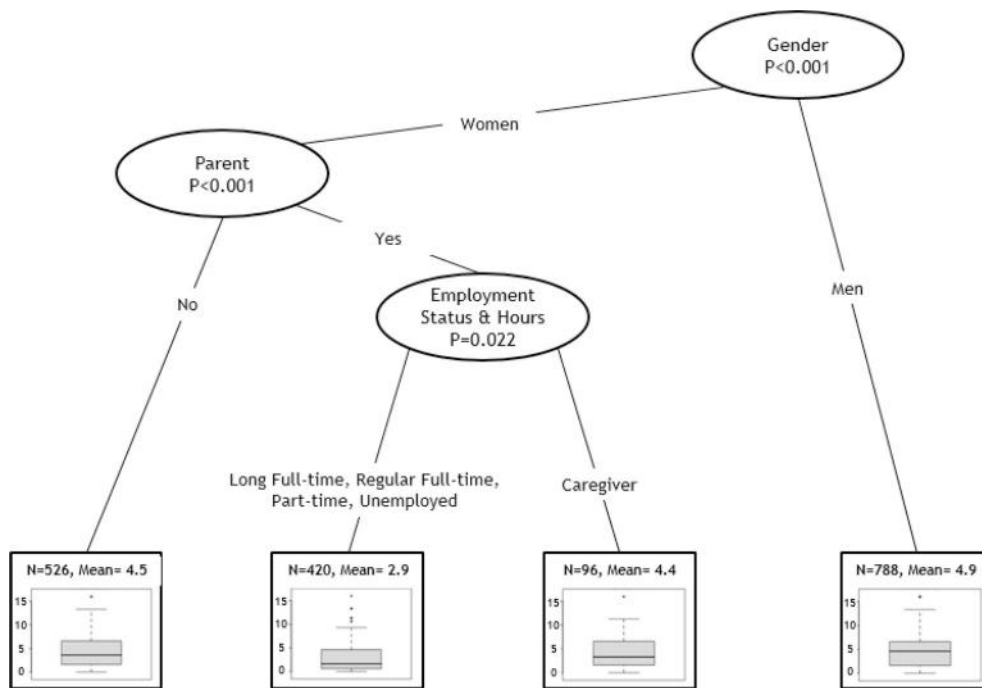 Gender
P<0.001
Women
Parent
P<0.001
Yes
No
Men
Employment
Status & Hours
P=0.022
Long Full-time, Regular Full-time,
Part-time, Unemployed
Caregiver
N=526, Mean= 4.5
15
10
5
0
N=420, Mean= 2.9
15
10
5
0
N=96, Mean= 4.4
15
10
5
0
N=788, Mean= 4.9
15
10
5
0